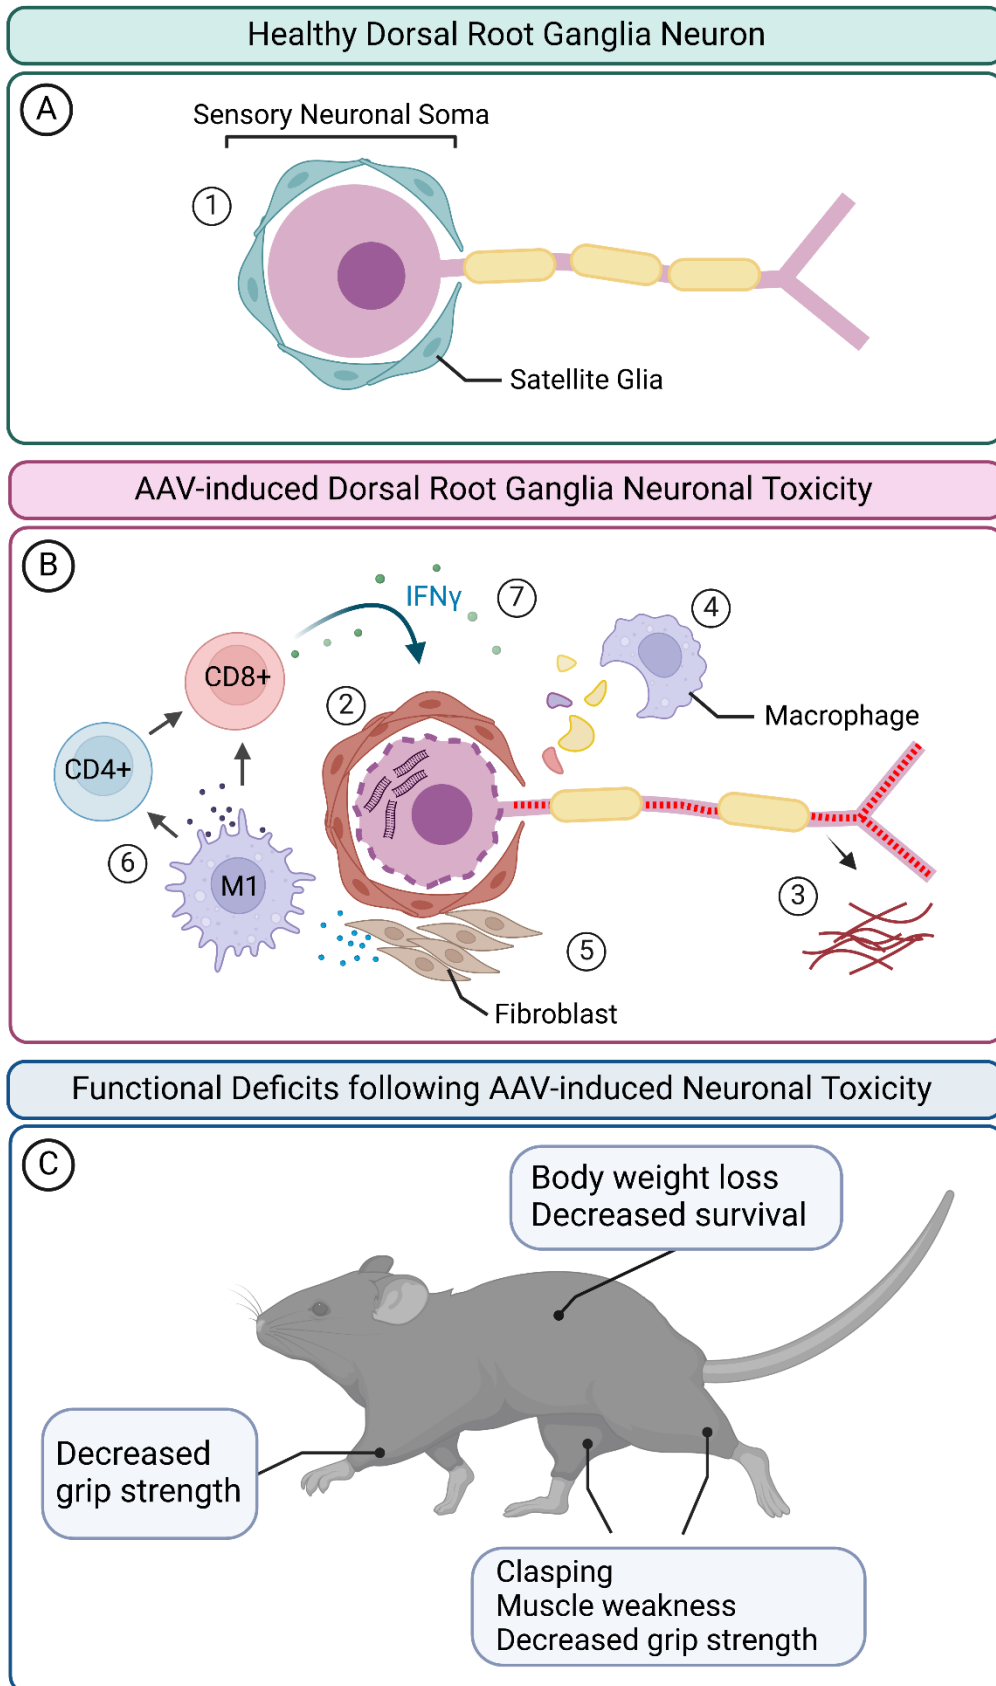 Healthy Dorsal Root Ganglia Neuron
A
Sensory Neuronal Soma
1
Satellite Glia
AAV-induced Dorsal Root Ganglia Neuronal Toxicity
B
IFNγ
7
4
CD8+
2
Macrophage
CD4+
6
M1
3
5
Fibroblast
Functional Deficits following AAV-induced Neuronal Toxicity
C
Body weight loss
Decreased survival
Decreased
grip strength
Clasping
Muscle weakness
Decreased grip strength